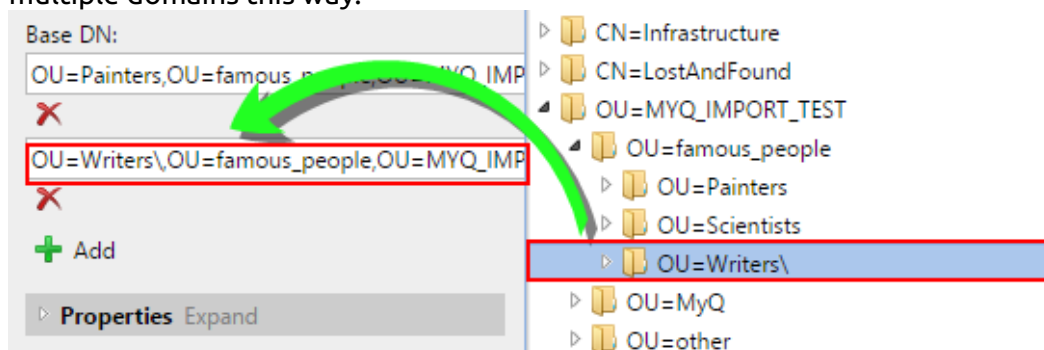 multiple domains this way.
Base DN:
OU=Painters,OU=famous_people,OU=MYQ_IMP
OU=Writers\,OU=famous_people,OU=MYQ_IMP
Add
Properties Expand
CN=Infrastructure
CN=LostAndFound
OU=MYQ_IMPORT_TEST
OU=famous_people
OU=Painters
OU=Scientists
OU=Writers\
OU=MyQ
OU=other